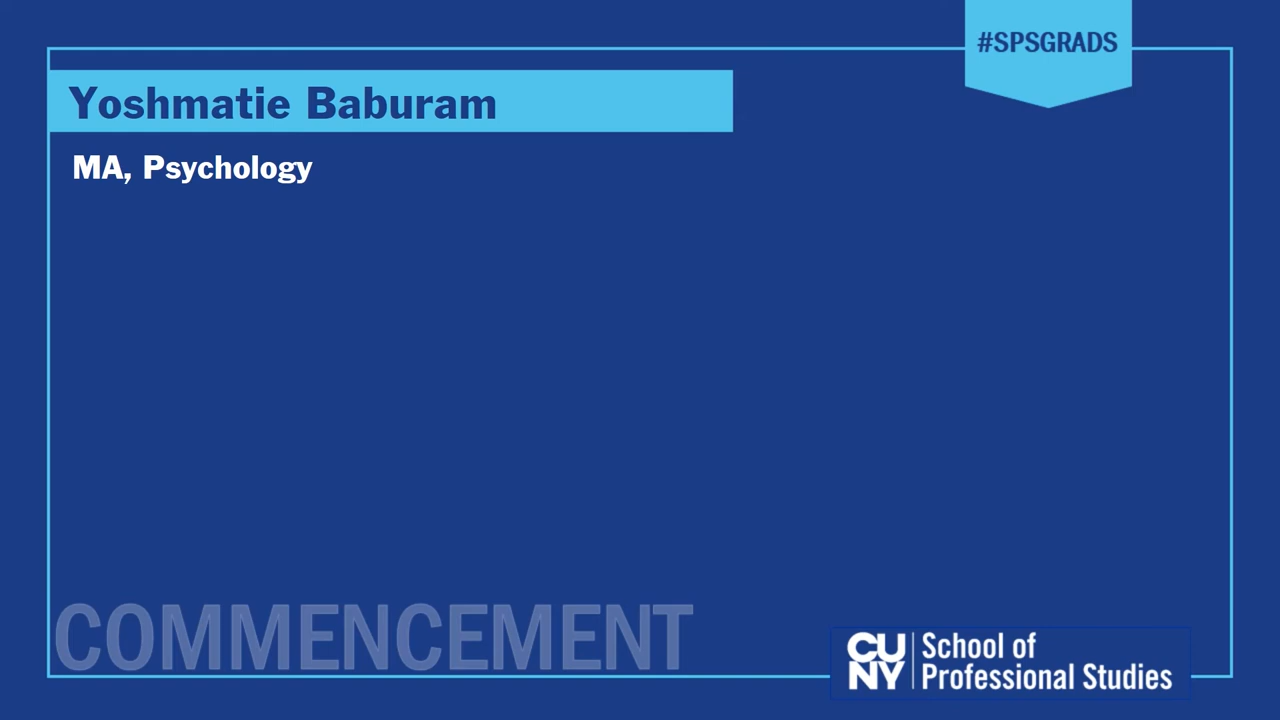 #SPSGRADS
Yoshmatie Baburam
MA, Psychology
COMMENCEMENT
CU
NY
School of
Professional Studies